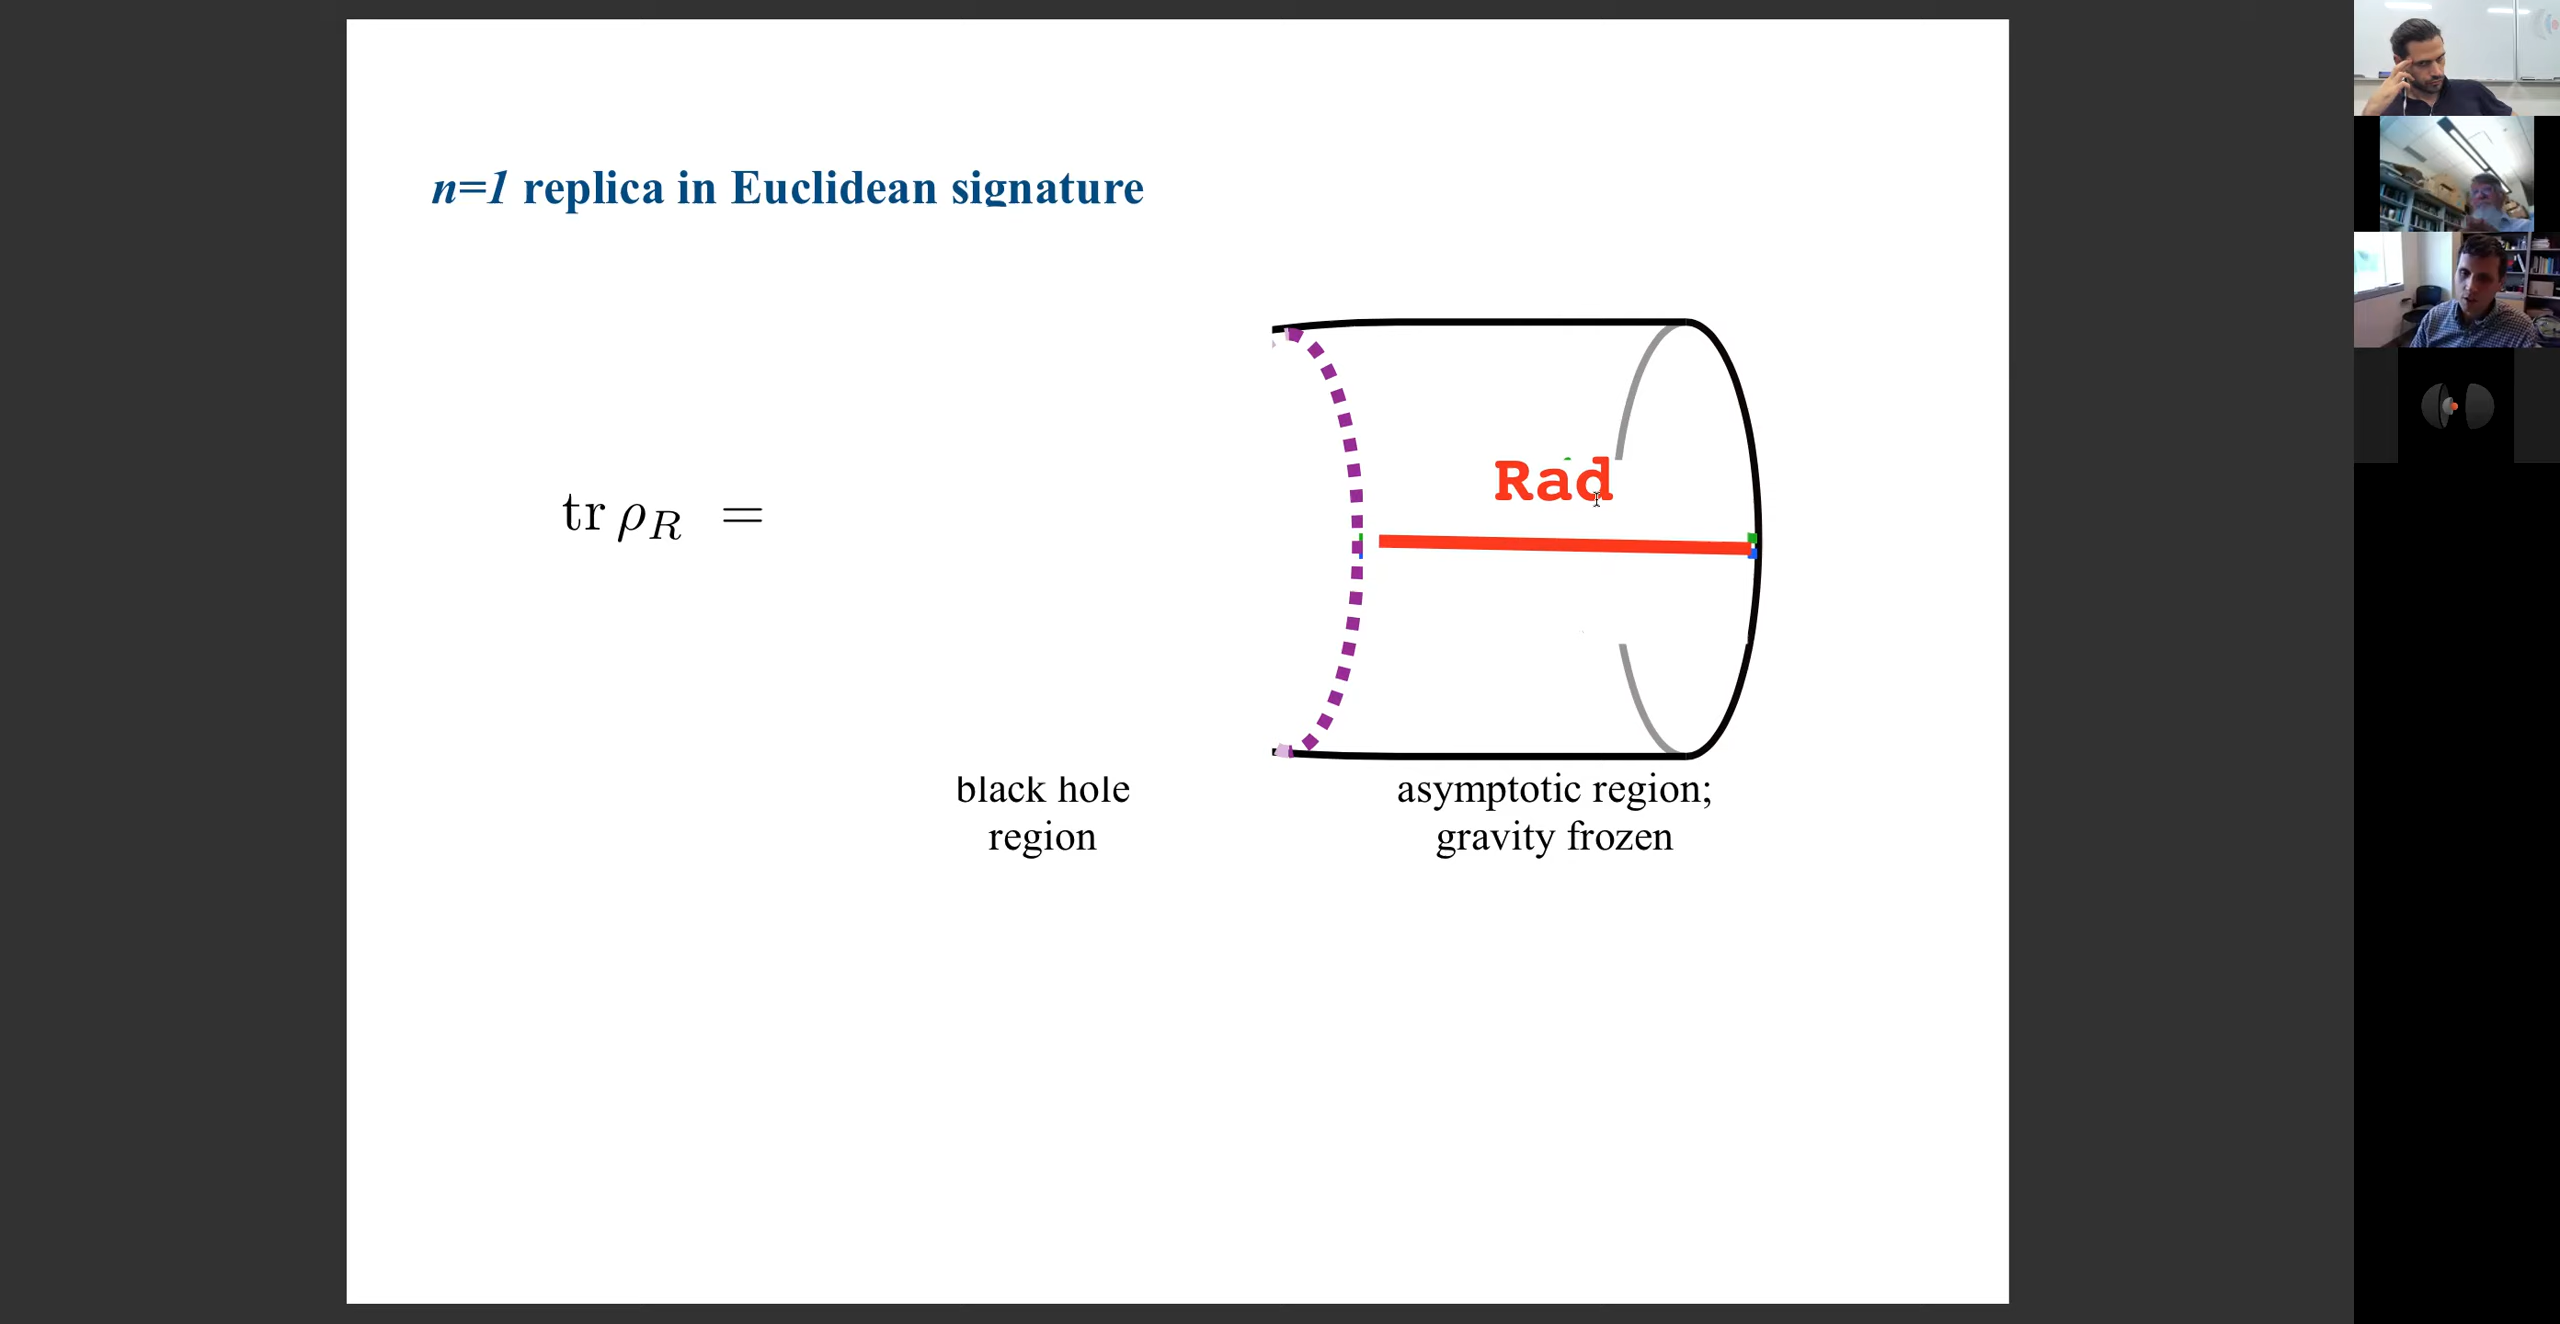 n=1 replica in Euclidean signature
Rad
tr ρ_R =
black hole
region
asymptotic region;
gravity frozen